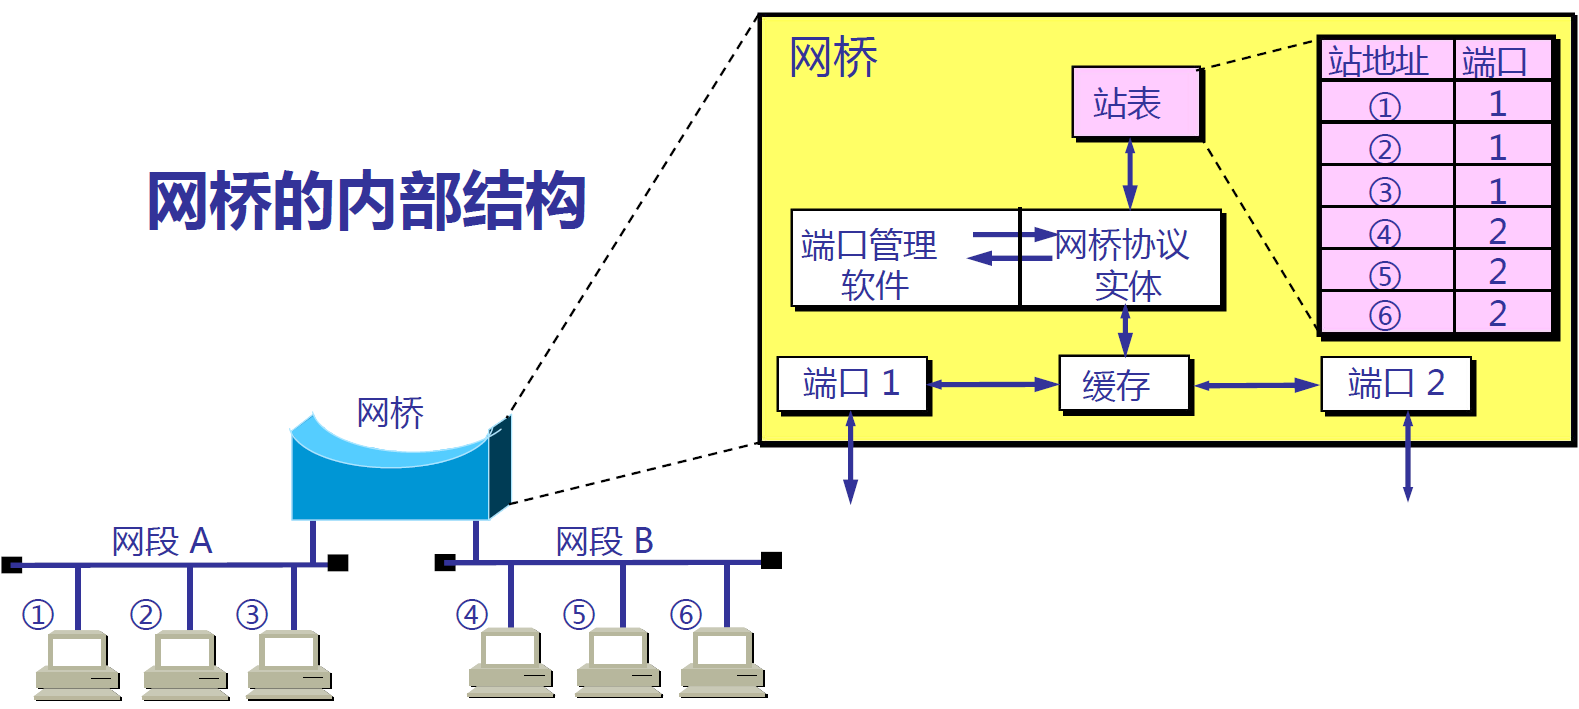 网桥的内部结构
网桥
站表
站地址 端口
① 1
② 1
③ 1
④ 2
⑤ 2
⑥ 2
端口管理
软件
网桥协议
实体
端口 1
缓存
端口 2
网桥
网段 A
网段 B
① ② ③
④ ⑤ ⑥